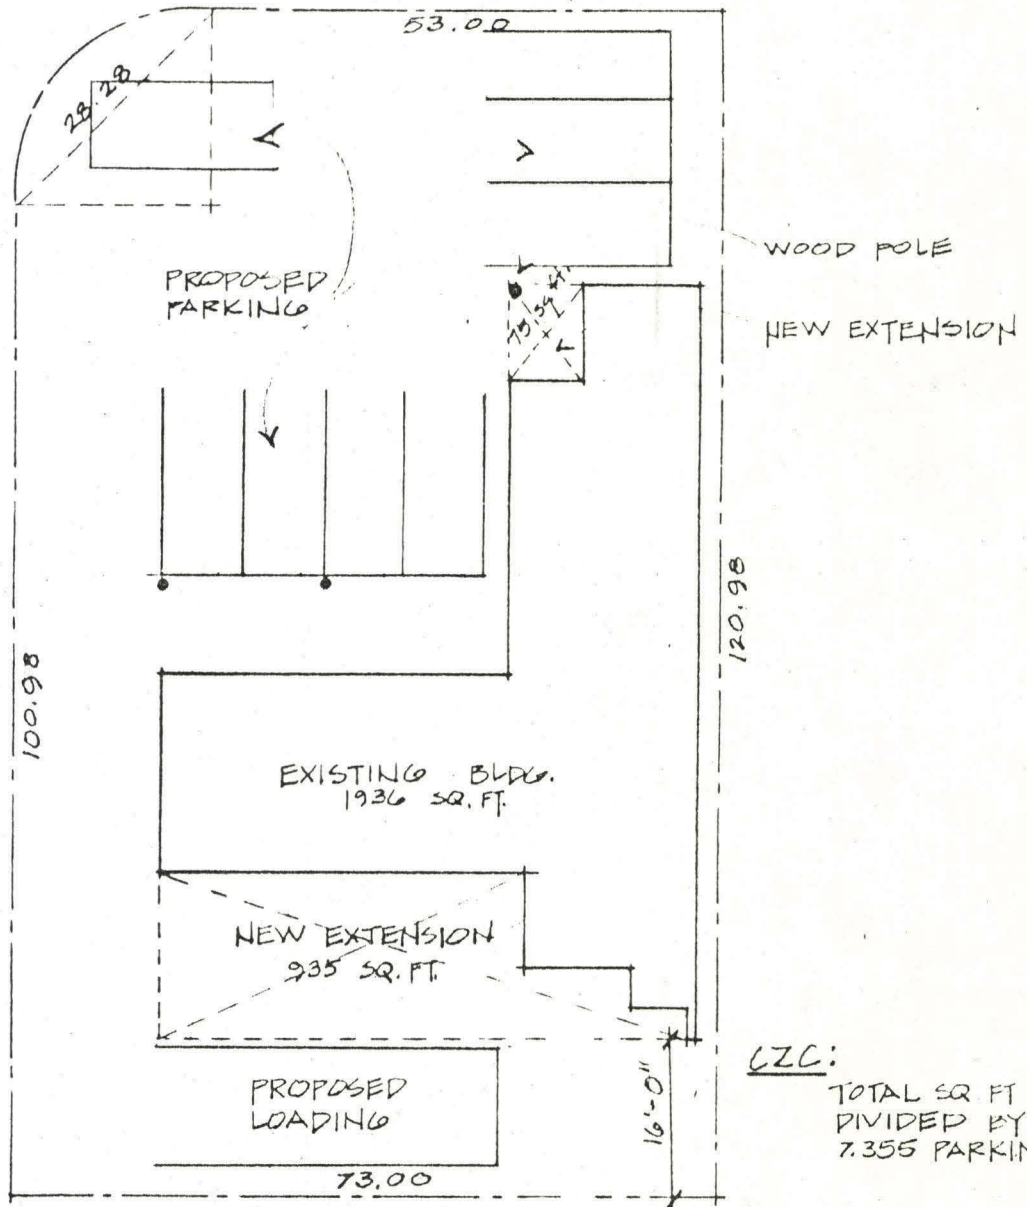 53.00
28.28
WOOD POLE
PROPOSED
PARKING
NEW EXTENSION
100.98
120.98
EXISTING BLDG.
1936 SQ. FT.
NEW EXTENSION
935 SQ. FT.
PROPOSED
LOADING
16'-0"
73.00
CZC:
TOTAL SQ. FT
DIVIDED BY
7.355 PARKIN